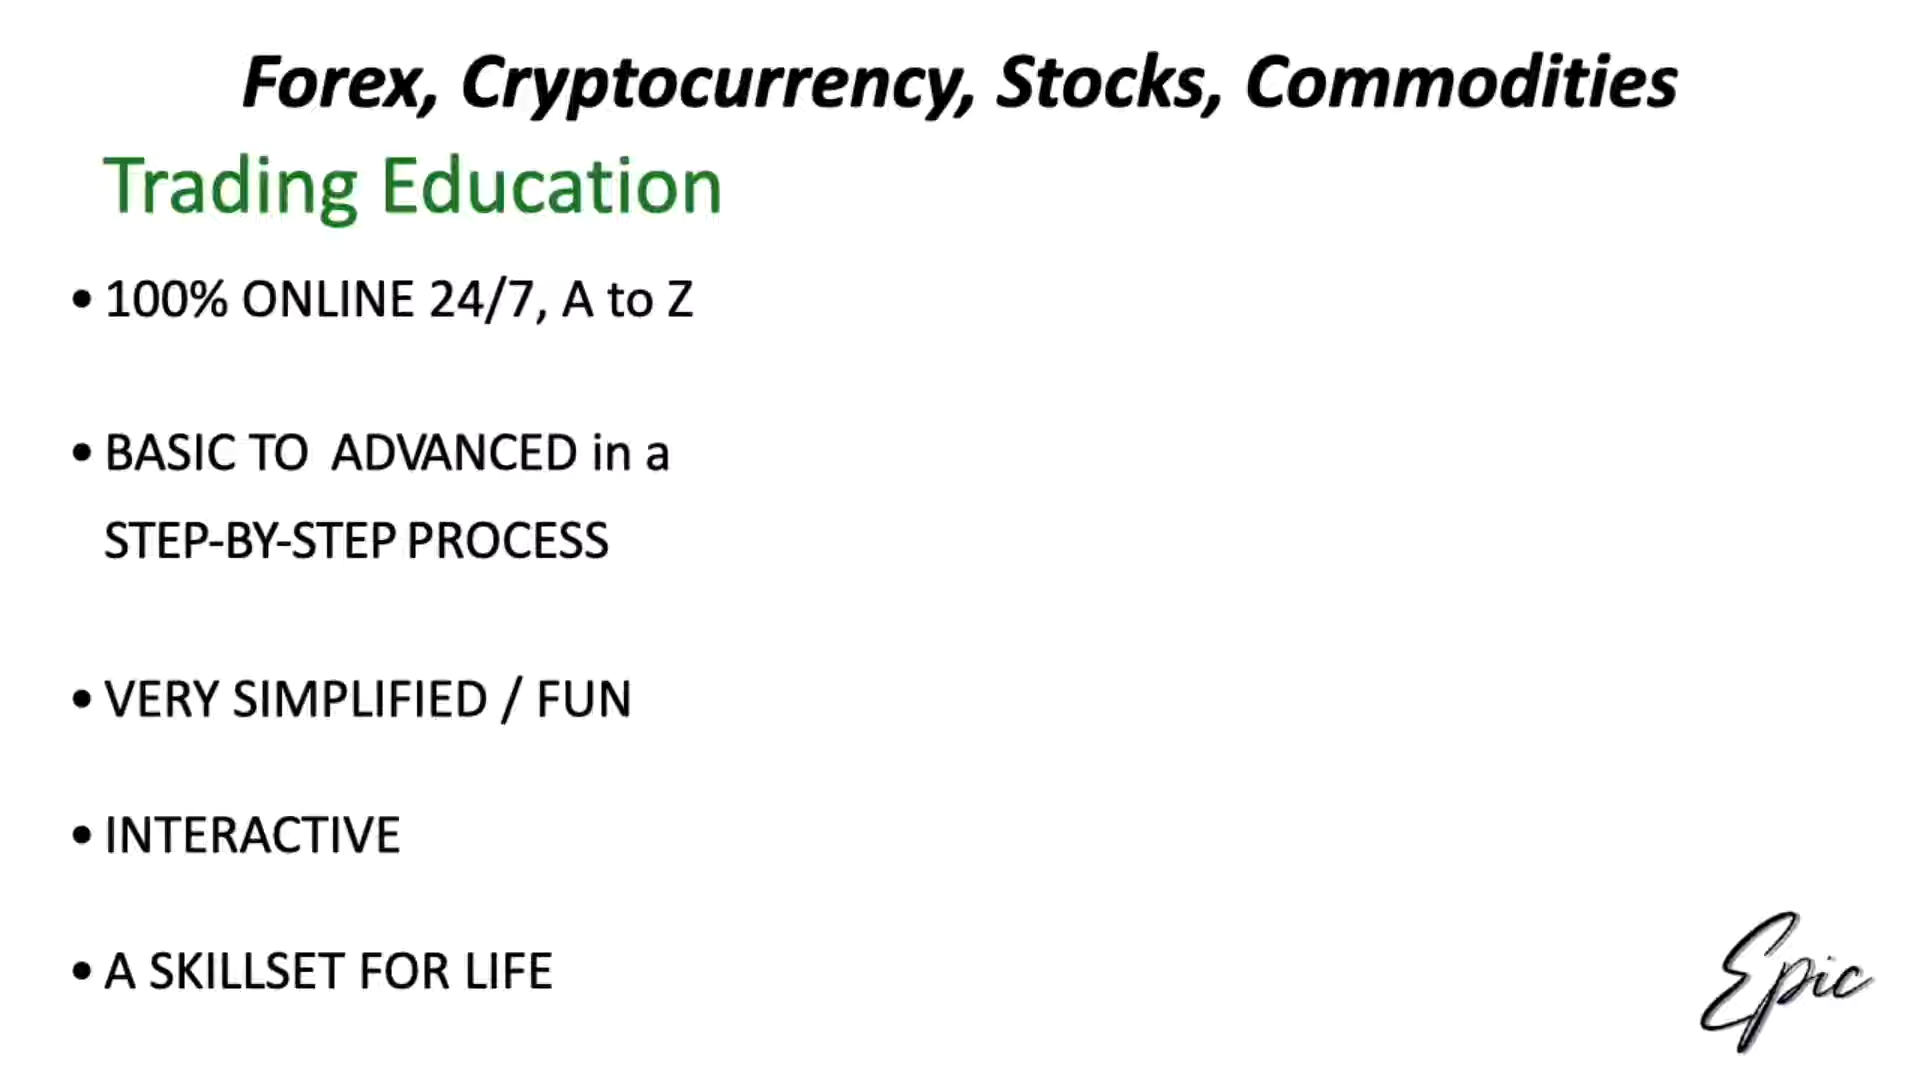 Forex, Cryptocurrency, Stocks, Commodities
Trading Education
• 100% ONLINE 24/7, A to Z
• BASIC TO ADVANCED in a
STEP-BY-STEP PROCESS
• VERY SIMPLIFIED / FUN
• INTERACTIVE
• A SKILLSET FOR LIFE
Epic